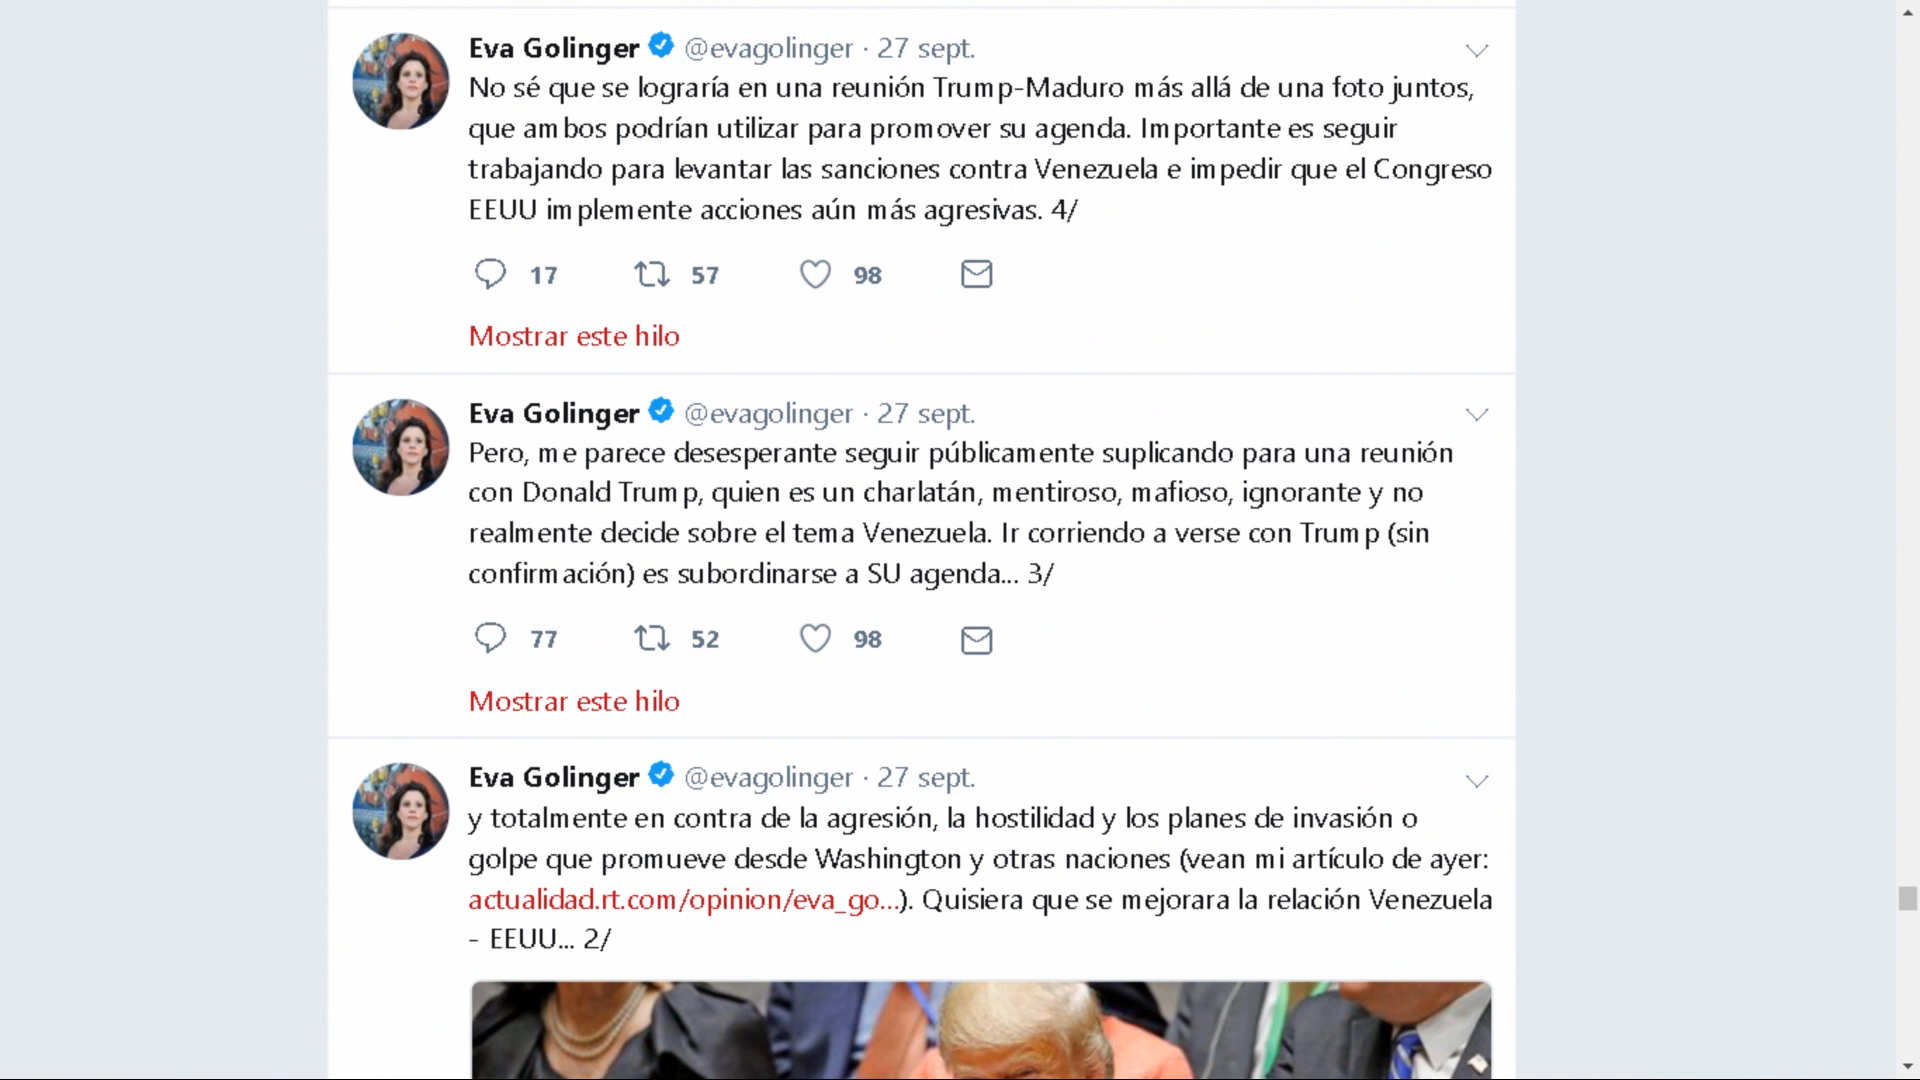 Eva Golinger @evagolinger · 27 sept.
No sé que se lograría en una reunión Trump-Maduro más allá de una foto juntos,
que ambos podrían utilizar para promover su agenda. Importante es seguir
trabajando para levantar las sanciones contra Venezuela e impedir que el Congreso
EEUU implemente acciones aún más agresivas. 4/
17 57 98
Mostrar este hilo
Eva Golinger @evagolinger · 27 sept.
Pero, me parece desesperante seguir públicamente suplicando para una reunión
con Donald Trump, quien es un charlatán, mentiroso, mafioso, ignorante y no
realmente decide sobre el tema Venezuela. Ir corriendo a verse con Trump (sin
confirmación) es subordinarse a SU agenda... 3/
77 52 98
Mostrar este hilo
Eva Golinger @evagolinger · 27 sept.
y totalmente en contra de la agresión, la hostilidad y los planes de invasión o
golpe que promueve desde Washington y otras naciones (vean mi artículo de ayer:
actualidad.rt.com/opinion/eva_go...). Quisiera que se mejorara la relación Venezuela
- EEUU... 2/